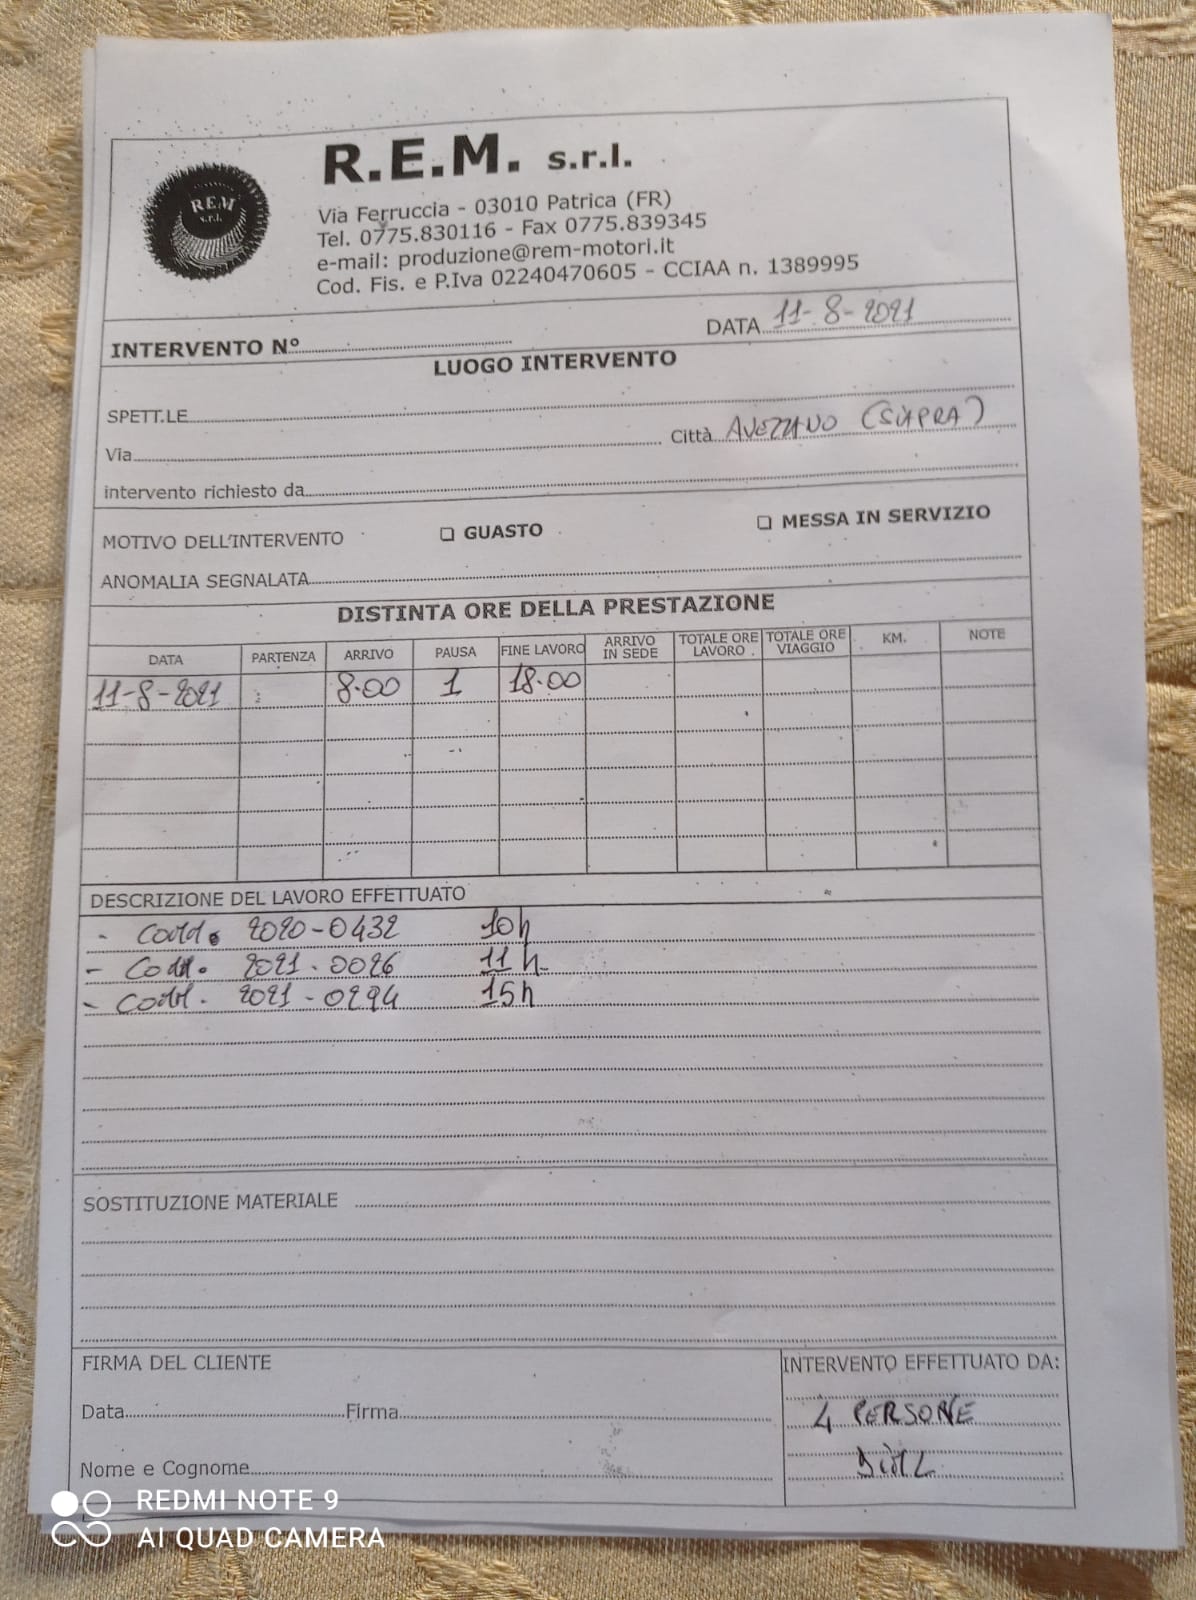 R.E.M. s.r.l.
REM
s.r.l.
Via Ferruccia - 03010 Patrica (FR)
Tel. 0775.830116 - Fax 0775.839345
e-mail: produzione@rem-motori.it
Cod. Fis. e P.Iva 02240470605 - CCIAA n. 1389995
INTERVENTO N° DATA 11-8-2021
LUOGO INTERVENTO
SPETT.LE
Via Città AVEZZANO (SIAPRA)
intervento richiesto da
MOTIVO DELL'INTERVENTO GUASTO MESSA IN SERVIZIO
ANOMALIA SEGNALATA
DISTINTA ORE DELLA PRESTAZIONE
DATA PARTENZA ARRIVO PAUSA FINE LAVORO ARRIVO IN SEDE TOTALE ORE LAVORO TOTALE ORE VIAGGIO KM. NOTE
11-8-2021 8.00 1 18.00
DESCRIZIONE DEL LAVORO EFFETTUATO
- 2020-0432 10h
- 2021-0026 11h
- 2021-0294 15h
SOSTITUZIONE MATERIALE
FIRMA DEL CLIENTE
INTERVENTO EFFETTUATO DA:
Data Firma
4 PERSONE
Nome e Cognome
REDMI NOTE 9
AI QUAD CAMERA